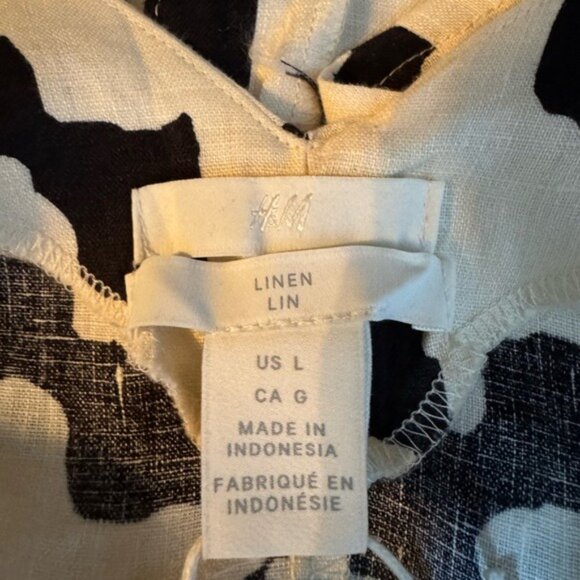 H&M
LINEN
LIN
US L
CA G
MADE IN
INDONESIA
FABRIQUÉ EN
INDONÉSIE